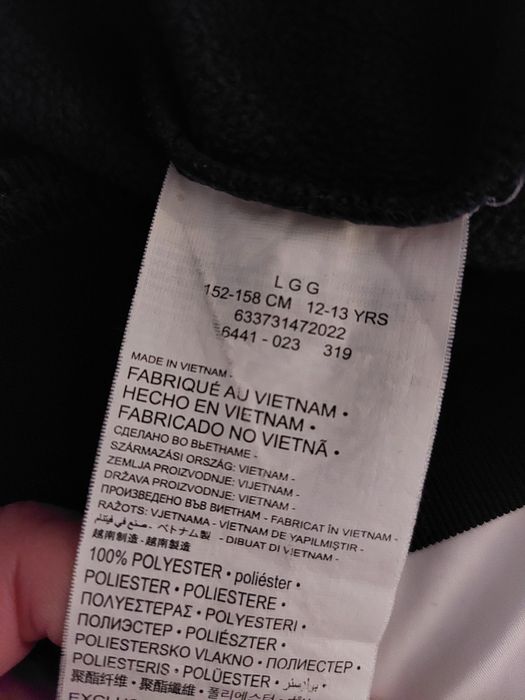 L G G
152-158 CM 12-13 YRS
633731472022
6441 - 023 319
MADE IN VIETNAM -
FABRIQUÉ AU VIETNAM •
HECHO EN VIETNAM •
FABRICADO NO VIETNÃ •
СДЕЛАНО ВО ВЬЕТНАМЕ -
SZÁRMAZÁSI ORSZÁG: VIETNAM -
ZEMLJA PROIZVODNJE: VIETNAM -
DRŽAVA PROIZVODNJE: VIETNAM -
ПРОИЗВЕДЕНО ВЪВ ВИЕТНАМ - FABRICAT ÎN VIETNAM -
RAŽOTS: VJETNAMA - VİETNAM DE YAPILMIŞTIR -
صنع في فيتنام - ベトナム製 - DIBUAT DI VIETNAM -
越南制造 - 越南製造
100% POLYESTER • poliéster •
POLIESTER • POLIESTERE •
ΠΟΛΥΕΣΤΕΡΑΣ • POLYESTERI •
ПОЛИЭСТЕР • POLIÉSZTER •
POLIESTERSKO VLAKNO • ПОЛИЕСТЕР •
POLIESTERIS • POLÜESTER •
聚酯纤维 • 聚酯纖維 •